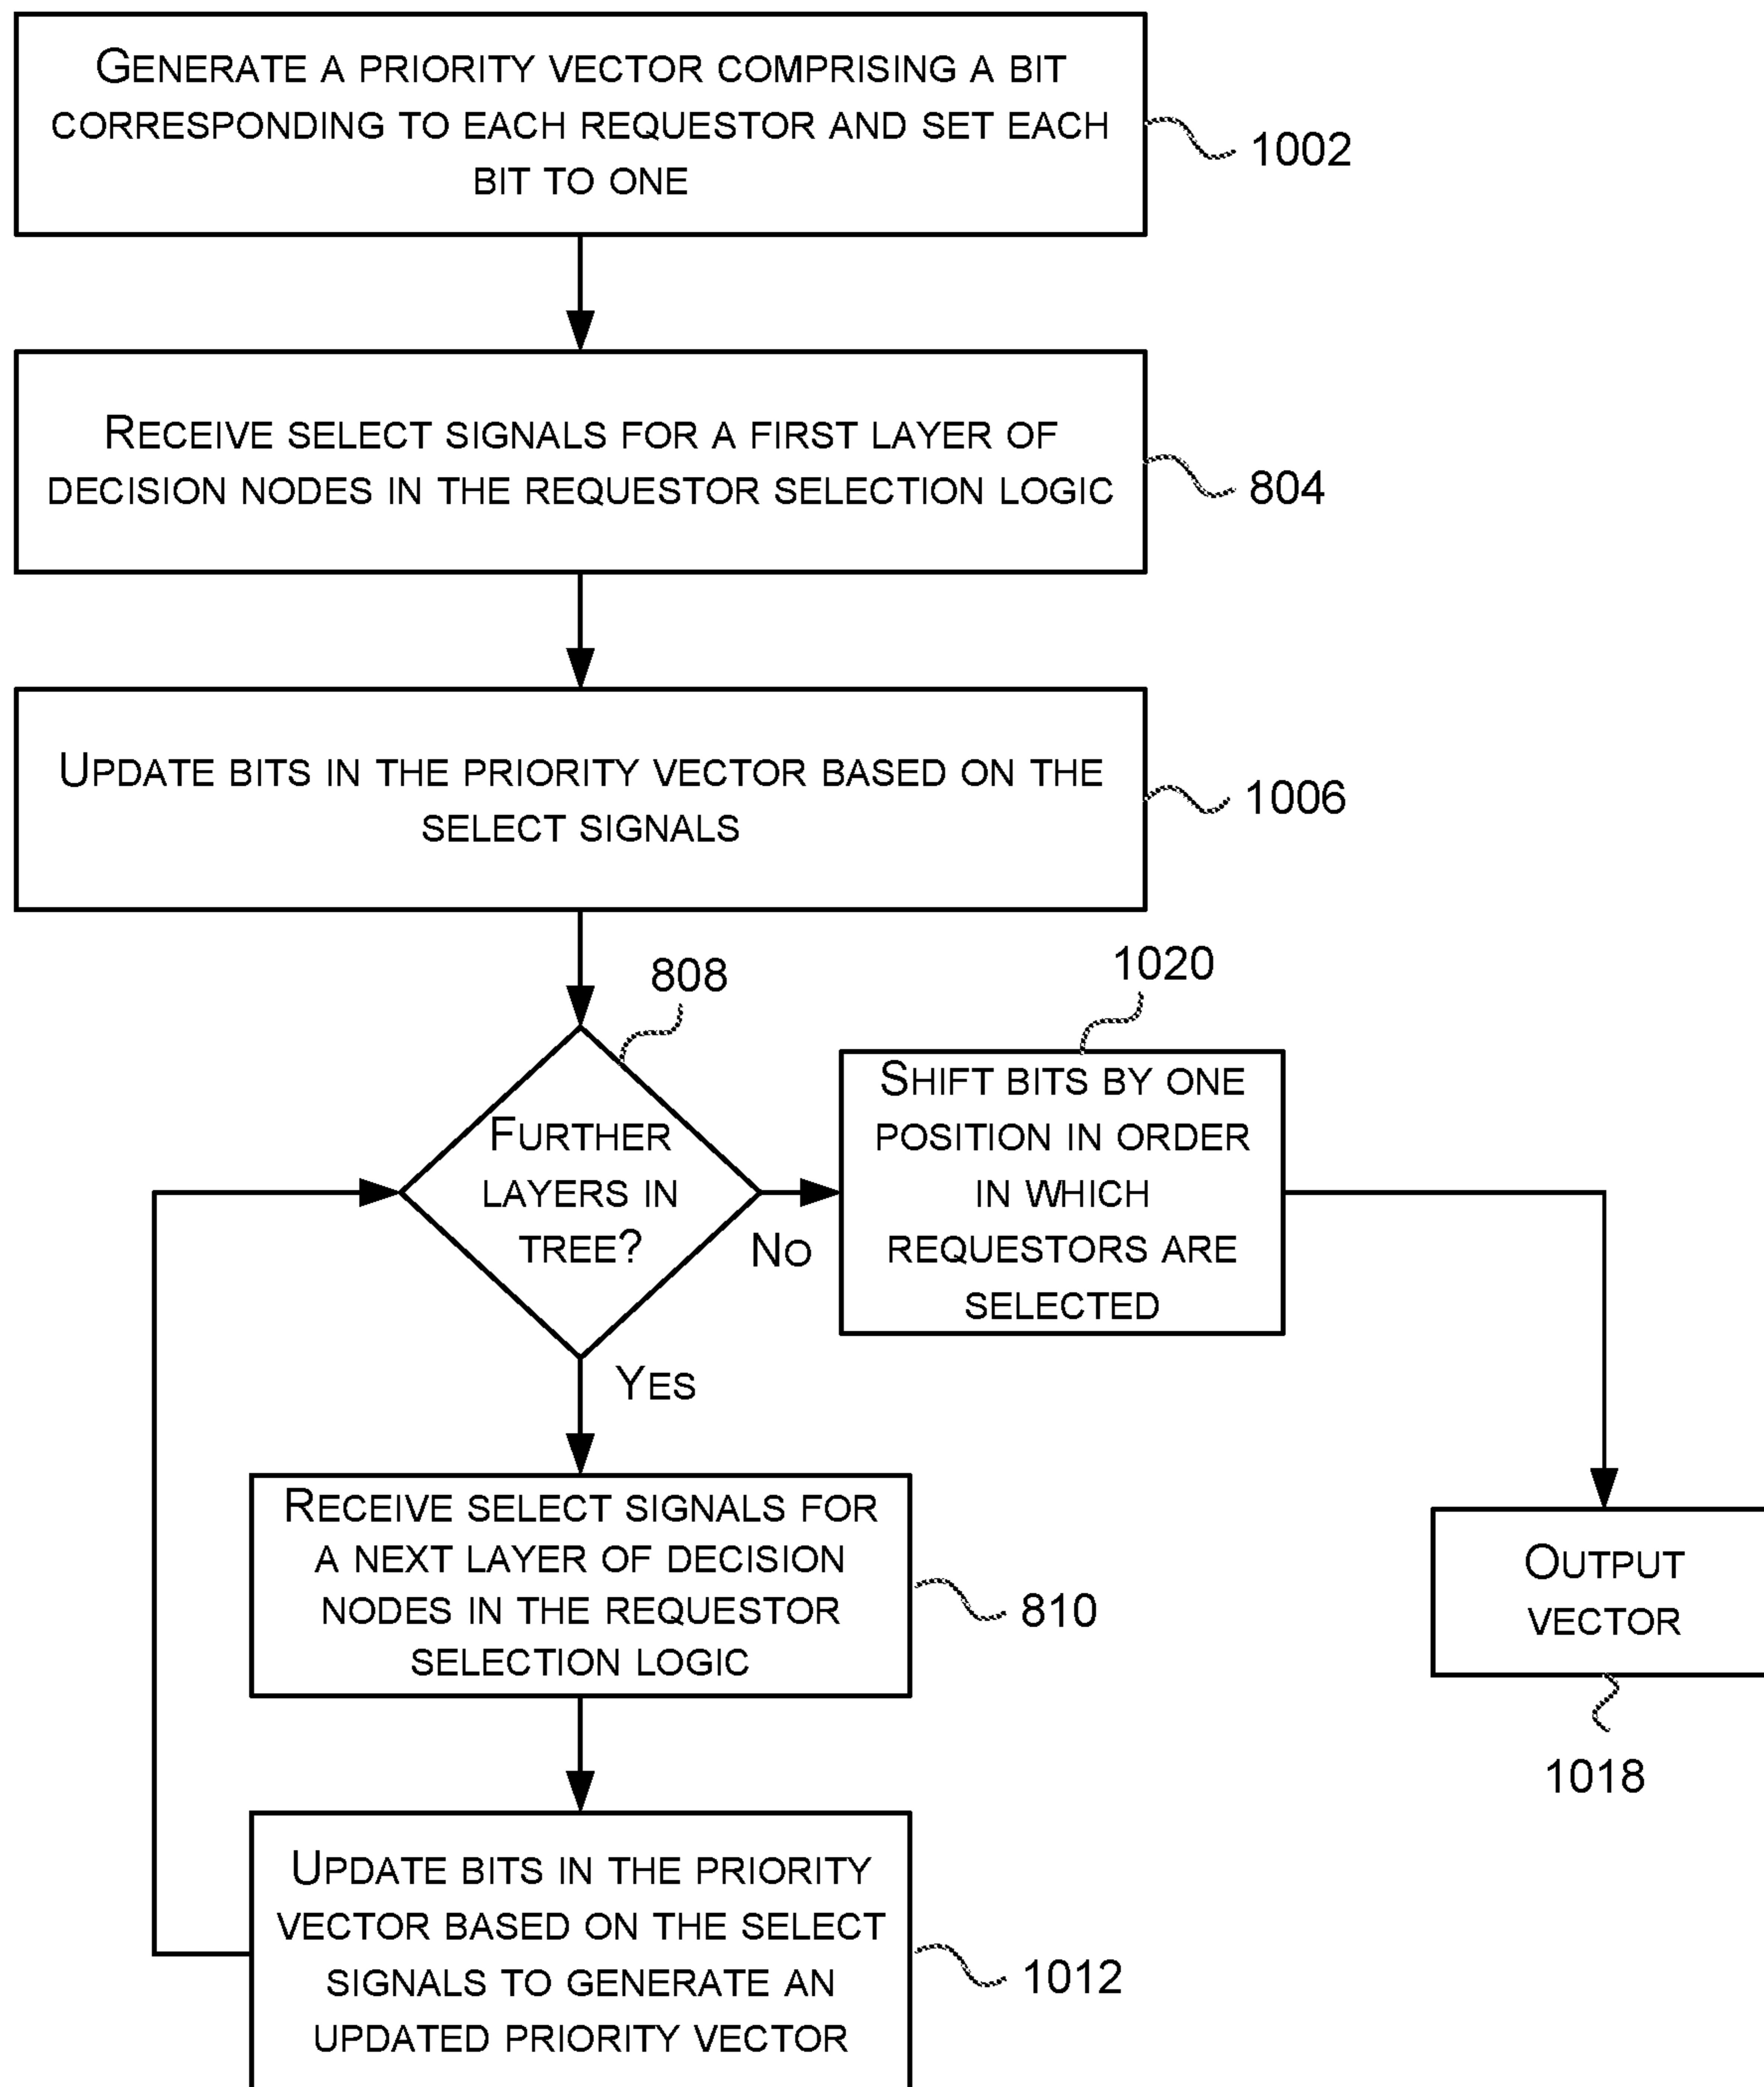 GENERATE A PRIORITY VECTOR COMPRISING A BIT
CORRESPONDING TO EACH REQUESTOR AND SET EACH
BIT TO ONE
1002
RECEIVE SELECT SIGNALS FOR A FIRST LAYER OF
DECISION NODES IN THE REQUESTOR SELECTION LOGIC
804
UPDATE BITS IN THE PRIORITY VECTOR BASED ON THE
SELECT SIGNALS
1006
808
FURTHER
LAYERS IN
TREE?
NO
YES
1020
SHIFT BITS BY ONE
POSITION IN ORDER
IN WHICH
REQUESTORS ARE
SELECTED
RECEIVE SELECT SIGNALS FOR
A NEXT LAYER OF DECISION
NODES IN THE REQUESTOR
SELECTION LOGIC
810
OUTPUT
VECTOR
1018
UPDATE BITS IN THE PRIORITY
VECTOR BASED ON THE SELECT
SIGNALS TO GENERATE AN
UPDATED PRIORITY VECTOR
1012